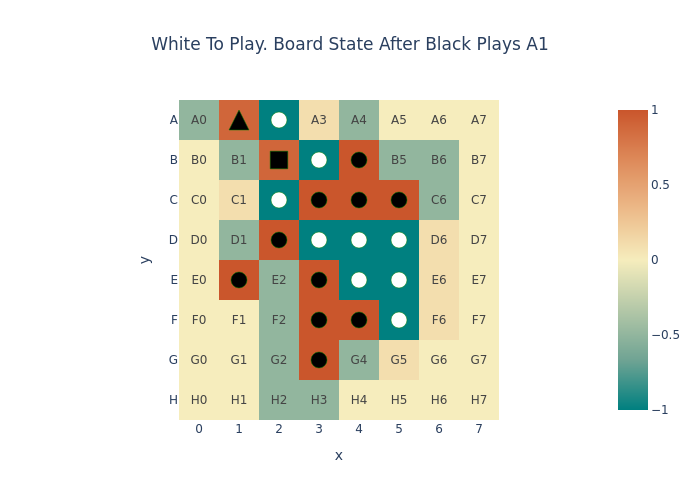 White To Play. Board State After Black Plays A1
A A0 A3 A4 A5 A6 A7
B B0 B1 B5 B6 B7
C C0 C1 C6 C7
D D0 D1 D6 D7
E E0 E2 E6 E7
F F0 F1 F2 F6 F7
G G0 G1 G2 G4 G5 G6 G7
H H0 H1 H2 H3 H4 H5 H6 H7
0 1 2 3 4 5 6 7
x
y
1
0.5
0
−0.5
−1